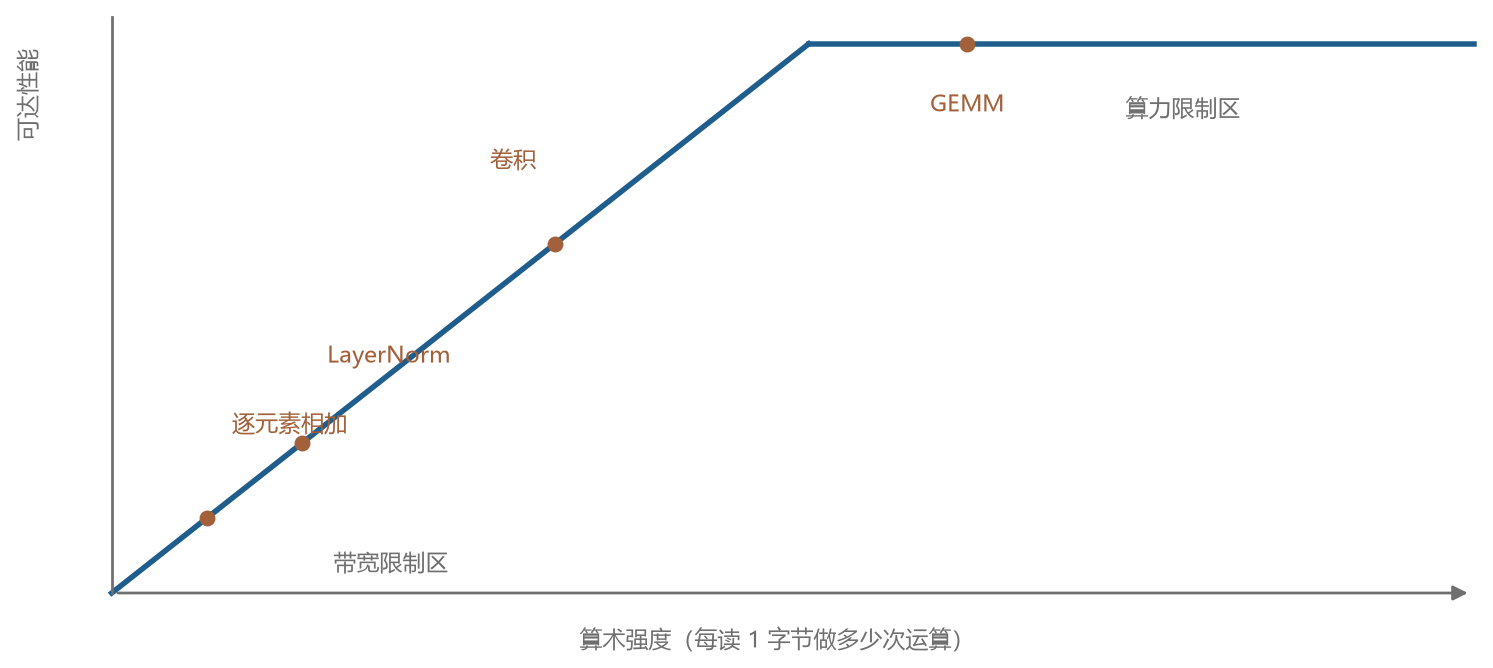 可达性能
GEMM
算力限制区
卷积
LayerNorm
逐元素相加
带宽限制区
算术强度（每读 1 字节做多少次运算）